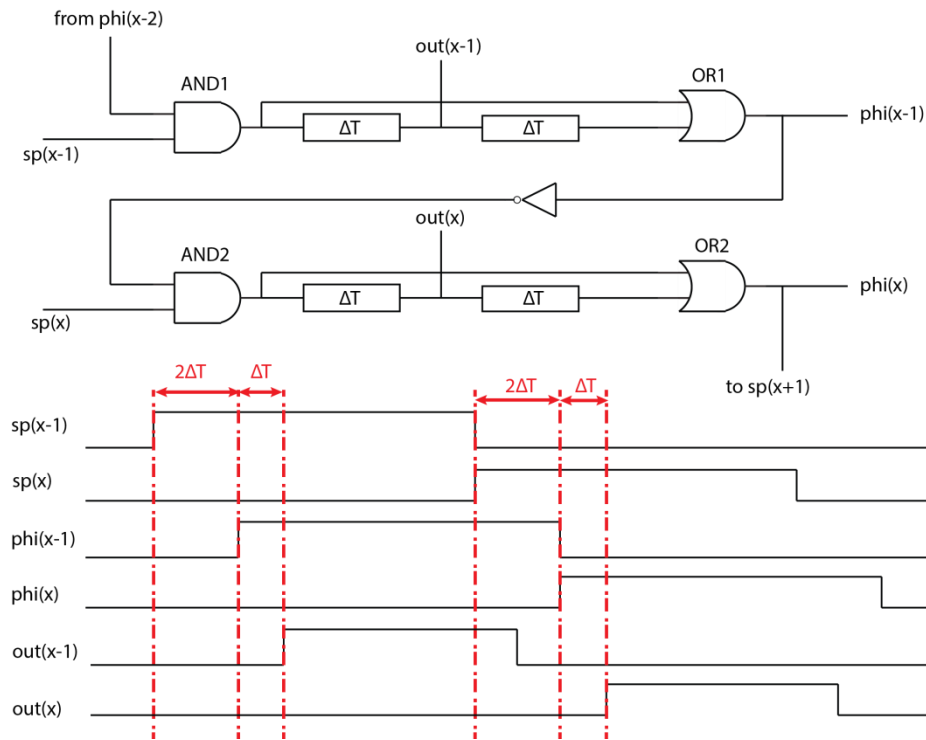 from phi(x-2)
out(x-1)
AND1
OR1
ΔT
ΔT
phi(x-1)
sp(x-1)
out(x)
AND2
OR2
ΔT
ΔT
phi(x)
sp(x)
to sp(x+1)
2ΔT
ΔT
2ΔT
ΔT
sp(x-1)
sp(x)
phi(x-1)
phi(x)
out(x-1)
out(x)